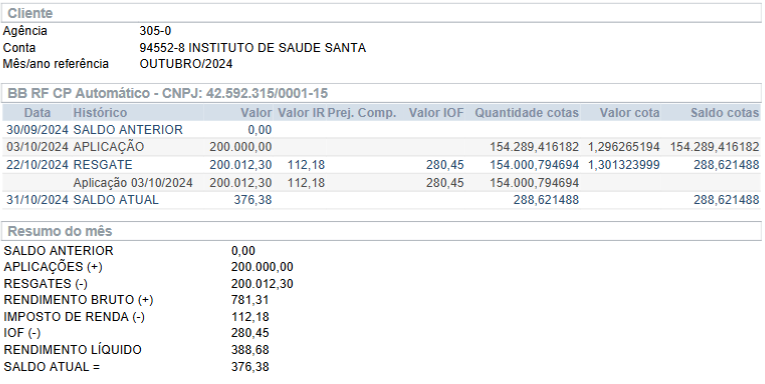 Cliente
Agência 305-0
Conta 94552-8 INSTITUTO DE SAUDE SANTA
Mês/ano referência OUTUBRO/2024
BB RF CP Automático - CNPJ: 42.592.315/0001-15
Data Histórico Valor Valor IR Prej. Comp. Valor IOF Quantidade cotas Valor cota Saldo cotas
30/09/2024 SALDO ANTERIOR 0,00
03/10/2024 APLICAÇÃO 200.000,00 154.289,416182 1,296265194 154.289,416182
22/10/2024 RESGATE 200.012,30 112,18 280,45 154.000,794694 1,301323999 288,621488
Aplicação 03/10/2024 200.012,30 112,18 280,45 154.000,794694
31/10/2024 SALDO ATUAL 376,38 288,621488 288,621488
Resumo do mês
SALDO ANTERIOR 0,00
APLICAÇÕES (+) 200.000,00
RESGATES (-) 200.012,30
RENDIMENTO BRUTO (+) 781,31
IMPOSTO DE RENDA (-) 112,18
IOF (-) 280,45
RENDIMENTO LÍQUIDO 388,68
SALDO ATUAL = 376,38